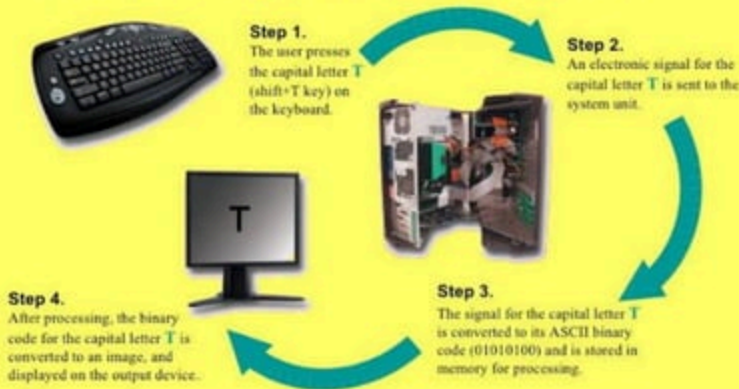 Step 1.
The user presses
the capital letter T
(shift+T key) on
the keyboard.
Step 2.
An electronic signal for the
capital letter T is sent to the
system unit.
Step 3.
The signal for the capital letter T
is converted to its ASCII binary
code (01010100) and is stored in
memory for processing.
T
Step 4.
After processing, the binary
code for the capital letter T is
converted to an image, and
displayed on the output device.